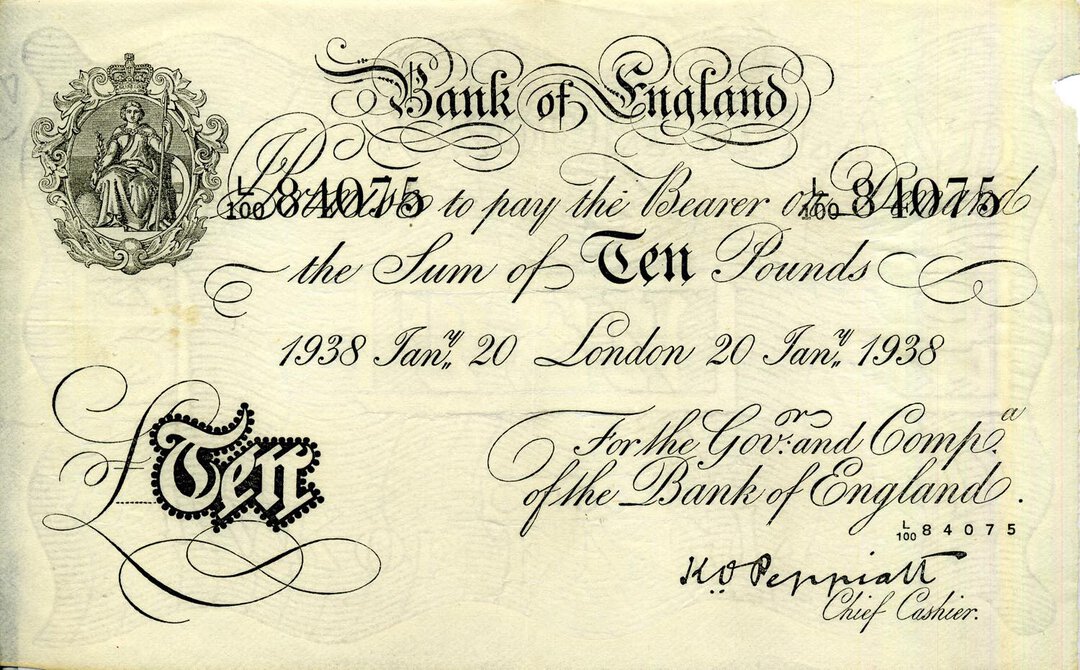 Bank of England
L/100 84075 L/100 84075
I Promise to pay the Bearer on Demand
the Sum of Ten Pounds
1938 Jany. 20 London 20 Jany. 1938
£Ten
For the Govr. and Compa.
of the Bank of England.
L/100 84075
K.O. Peppiatt
Chief Cashier.